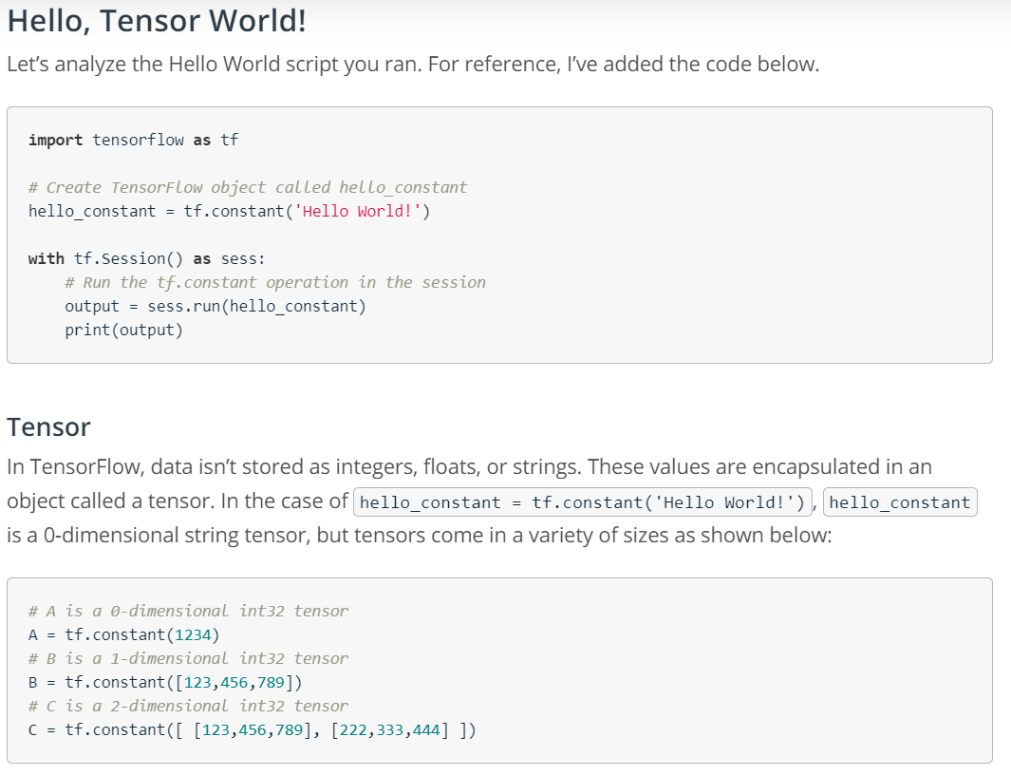 Hello, Tensor World!
Let’s analyze the Hello World script you ran. For reference, I’ve added the code below.
import tensorflow as tf
# Create TensorFlow object called hello_constant
hello_constant = tf.constant('Hello World!')
with tf.Session() as sess:
    # Run the tf.constant operation in the session
    output = sess.run(hello_constant)
    print(output)
Tensor
In TensorFlow, data isn’t stored as integers, floats, or strings. These values are encapsulated in an
object called a tensor. In the case of hello_constant = tf.constant('Hello World!'), hello_constant
is a 0-dimensional string tensor, but tensors come in a variety of sizes as shown below:
# A is a 0-dimensional int32 tensor
A = tf.constant(1234)
# B is a 1-dimensional int32 tensor
B = tf.constant([123,456,789])
# C is a 2-dimensional int32 tensor
C = tf.constant([ [123,456,789], [222,333,444] ])